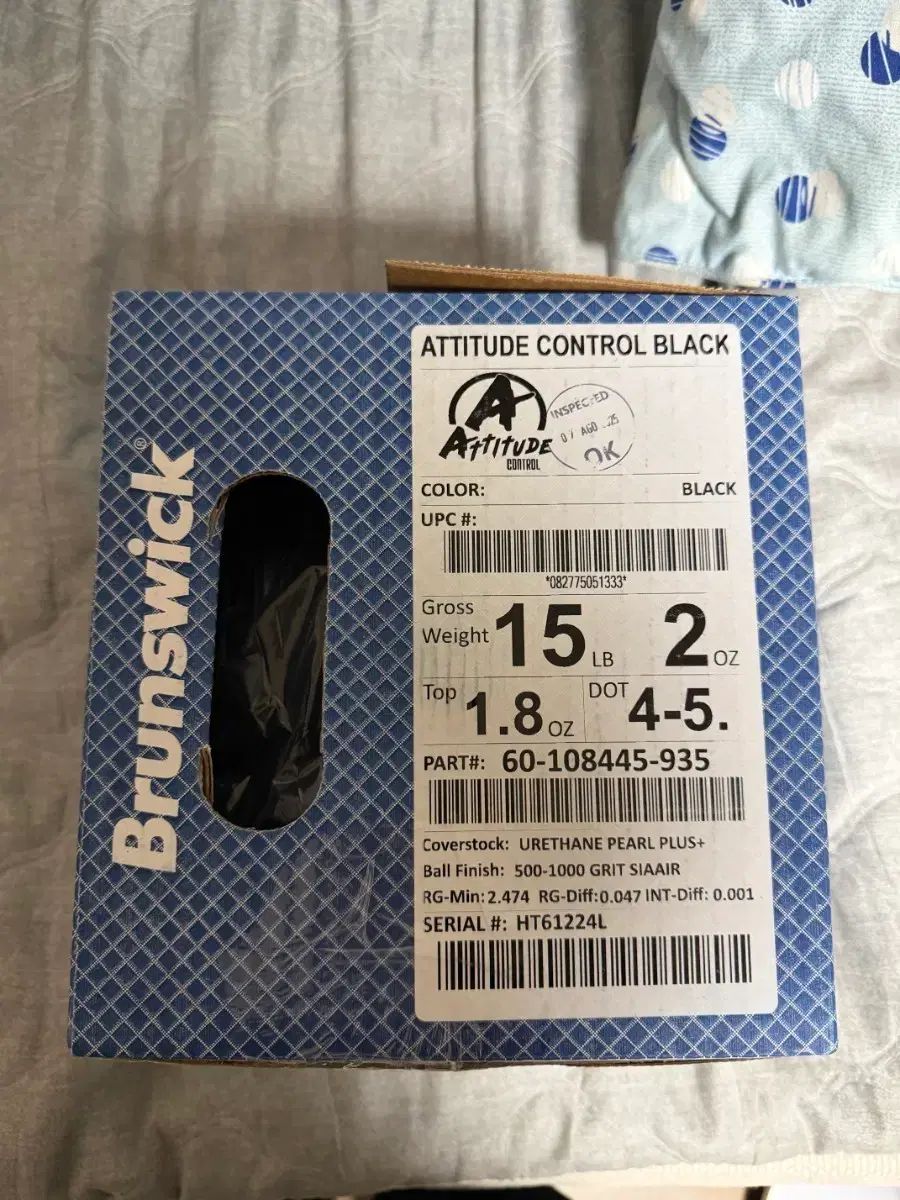 Brunswick®
ATTITUDE CONTROL BLACK
A
ATTITUDE
CONTROL
INSPECTED
AGO 25
OK
COLOR: BLACK
UPC #:
*082775051333*
Gross Weight 15 LB 2 OZ
Top 1.8 OZ DOT 4-5.
PART#: 60-108445-935
Coverstock: URETHANE PEARL PLUS+
Ball Finish: 500-1000 GRIT SIAAIR
RG-Min: 2.474 RG-Diff: 0.047 INT-Diff: 0.001
SERIAL #: HT61224L